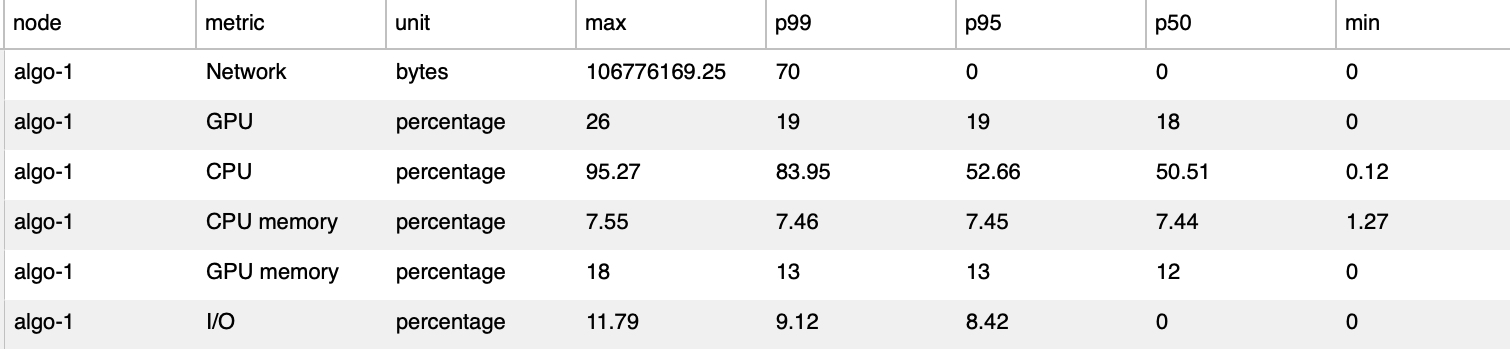 node metric unit max p99 p95 p50 min
algo-1 Network bytes 106776169.25 70 0 0 0
algo-1 GPU percentage 26 19 19 18 0
algo-1 CPU percentage 95.27 83.95 52.66 50.51 0.12
algo-1 CPU memory percentage 7.55 7.46 7.45 7.44 1.27
algo-1 GPU memory percentage 18 13 13 12 0
algo-1 I/O percentage 11.79 9.12 8.42 0 0